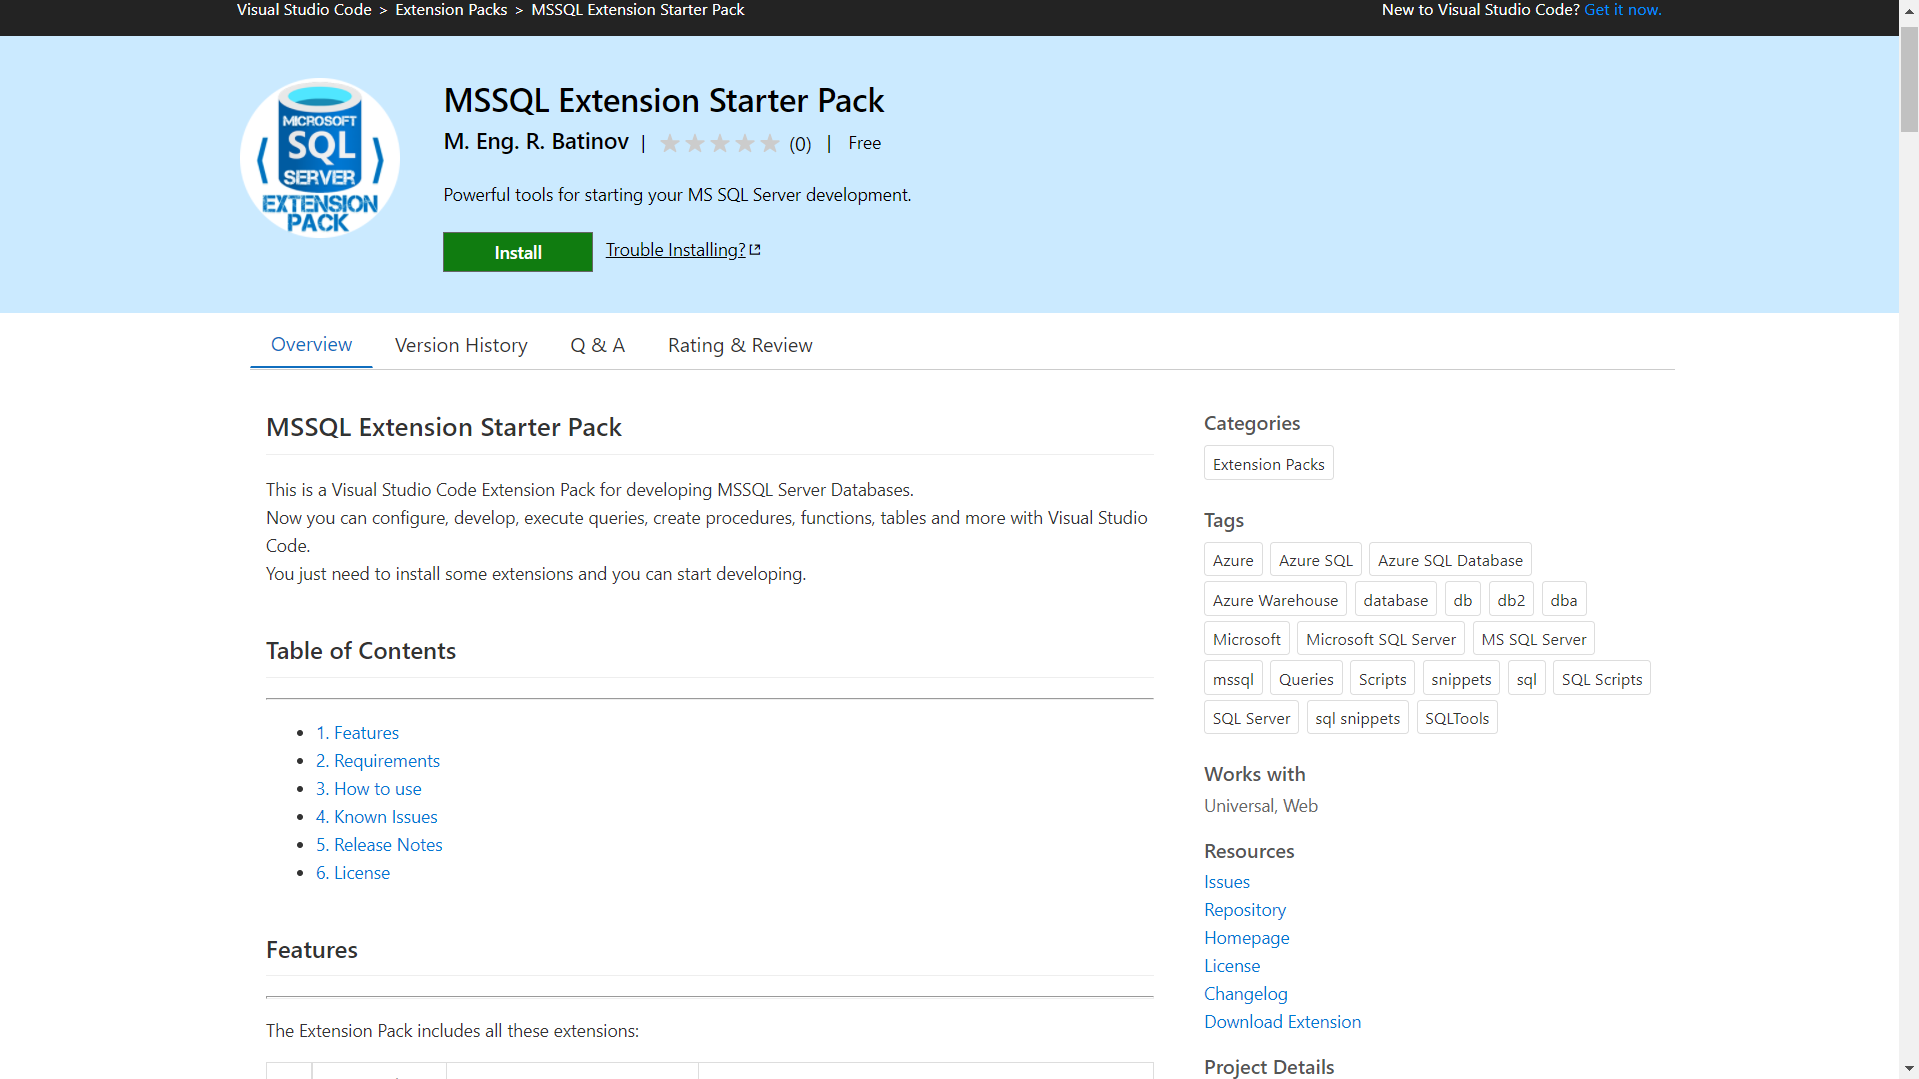 Visual Studio Code > Extension Packs > MSSQL Extension Starter Pack
New to Visual Studio Code? Get it now.
MICROSOFT
SQL
SERVER
EXTENSION
PACK
MSSQL Extension Starter Pack
M. Eng. R. Batinov | (0) | Free
Powerful tools for starting your MS SQL Server development.
Install
Trouble Installing?
Overview
Version History
Q & A
Rating & Review
MSSQL Extension Starter Pack
This is a Visual Studio Code Extension Pack for developing MSSQL Server Databases.
Now you can configure, develop, execute queries, create procedures, functions, tables and more with Visual Studio
Code.
You just need to install some extensions and you can start developing.
Table of Contents
1. Features
2. Requirements
3. How to use
4. Known Issues
5. Release Notes
6. License
Features
The Extension Pack includes all these extensions:
Categories
Extension Packs
Tags
Azure Azure SQL Azure SQL Database
Azure Warehouse database db db2 dba
Microsoft Microsoft SQL Server MS SQL Server
mssql Queries Scripts snippets sql SQL Scripts
SQL Server sql snippets SQLTools
Works with
Universal, Web
Resources
Issues
Repository
Homepage
License
Changelog
Download Extension
Project Details